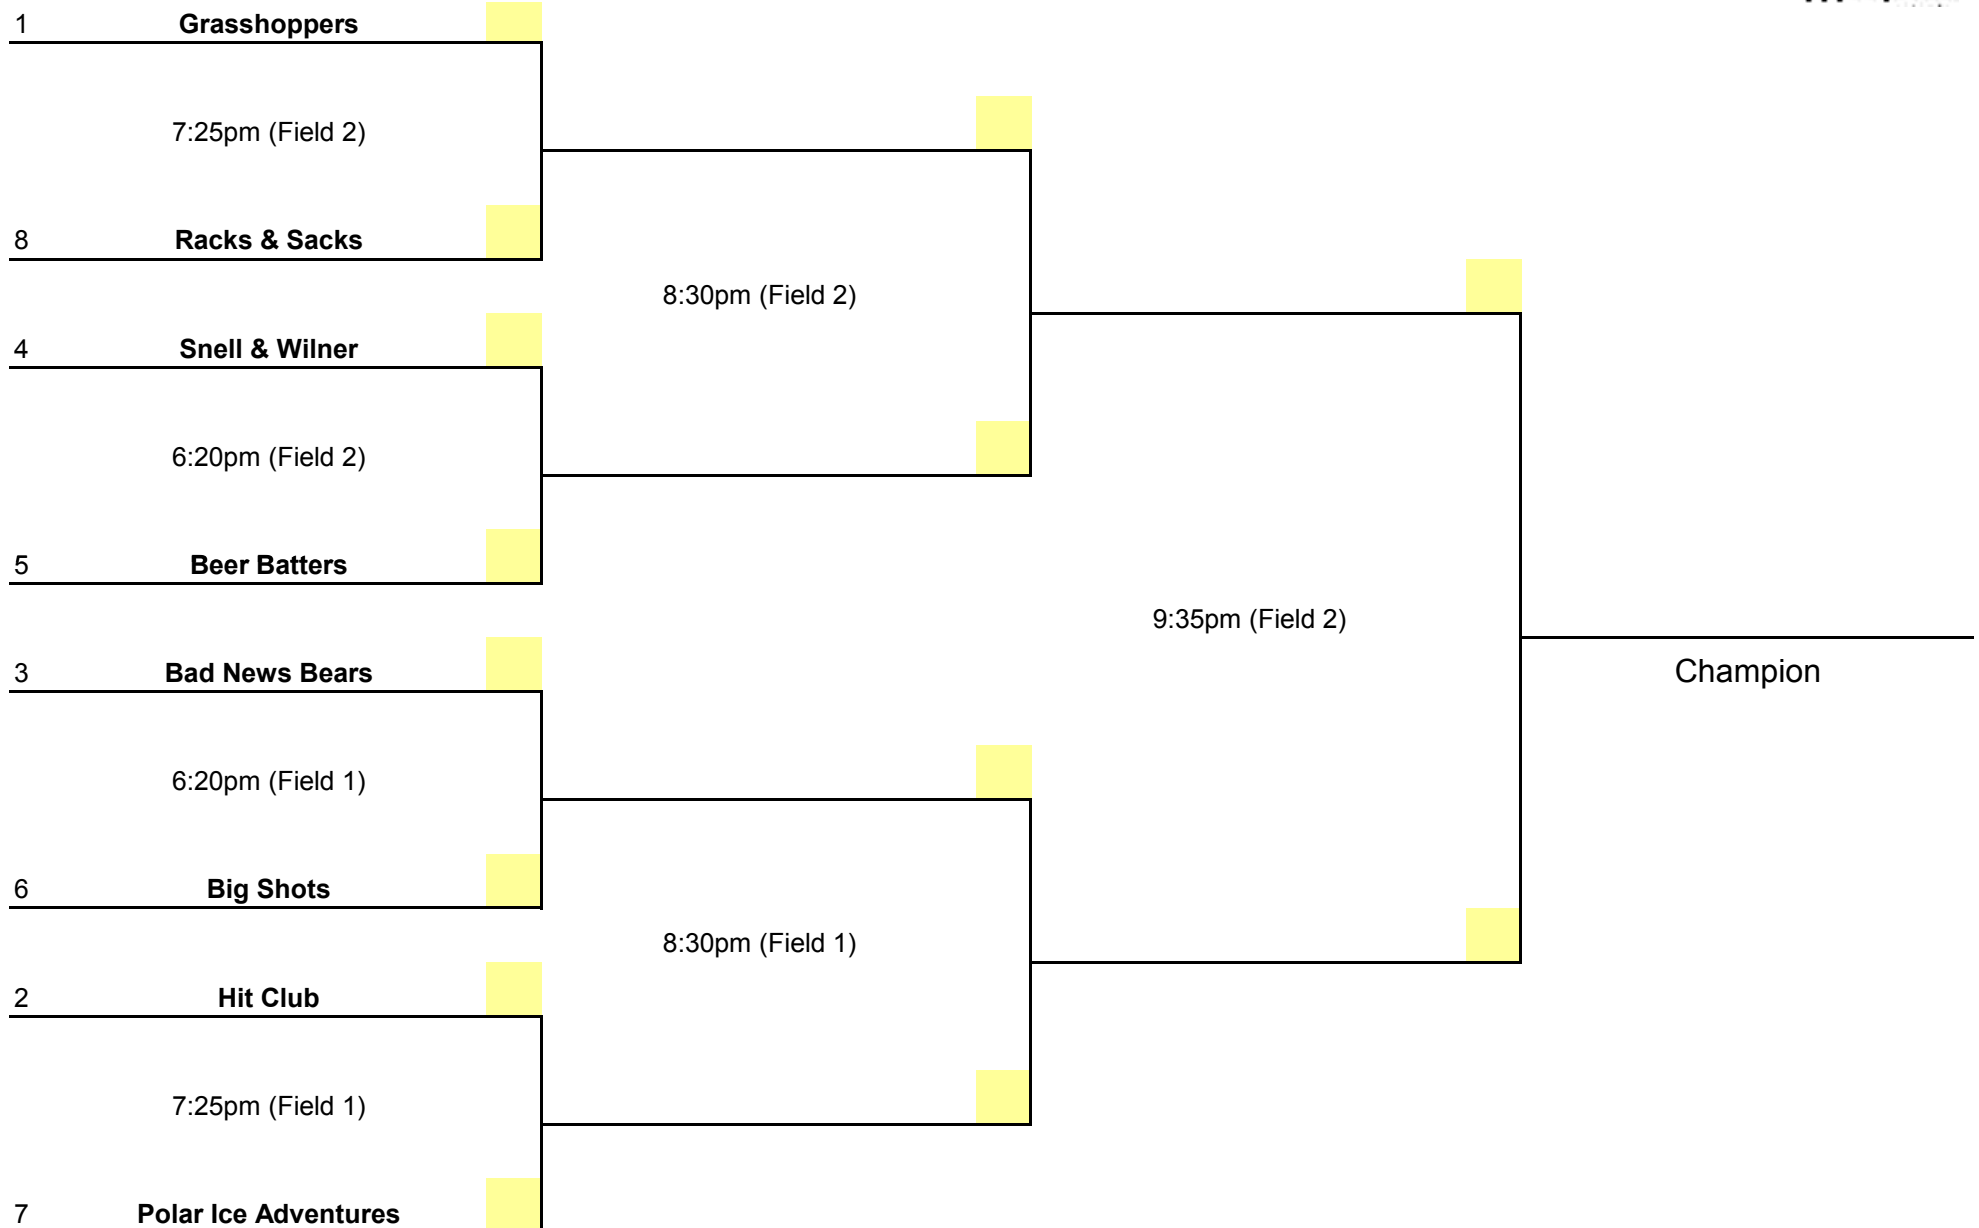 1 Grasshoppers
7:25pm (Field 2)
8 Racks & Sacks
8:30pm (Field 2)
4 Snell & Wilner
6:20pm (Field 2)
5 Beer Batters
9:35pm (Field 2)
3 Bad News Bears
Champion
6:20pm (Field 1)
6 Big Shots
8:30pm (Field 1)
2 Hit Club
7:25pm (Field 1)
7 Polar Ice Adventures